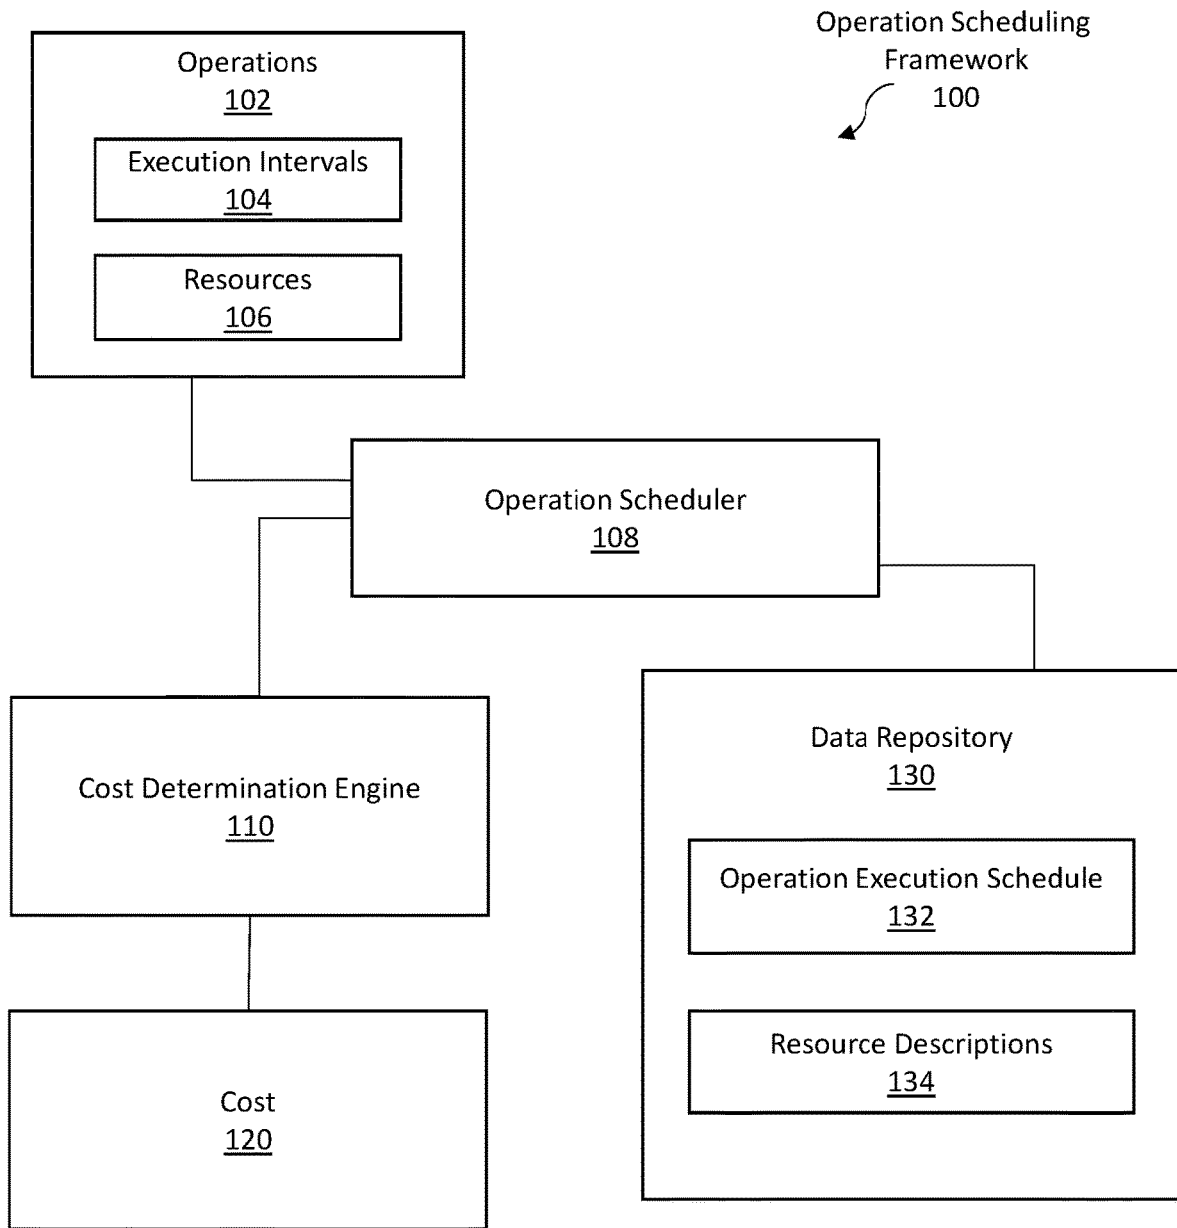 Operation Scheduling
Framework
100
Operations
102
Execution Intervals
104
Resources
106
Operation Scheduler
108
Cost Determination Engine
110
Data Repository
130
Operation Execution Schedule
132
Resource Descriptions
134
Cost
120